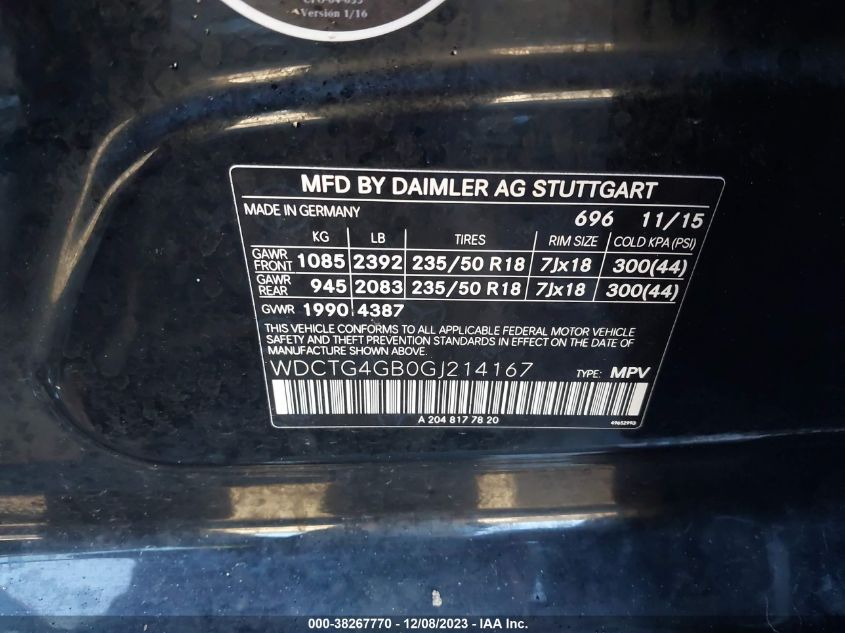 Versión 1/16
MFD BY DAIMLER AG STUTTGART
MADE IN GERMANY 696 11/15
KG LB TIRES RIM SIZE COLD KPA (PSI)
GAWR FRONT 1085 2392 235/50 R18 7Jx18 300(44)
GAWR REAR 945 2083 235/50 R18 7Jx18 300(44)
GVWR 1990 4387
THIS VEHICLE CONFORMS TO ALL APPLICABLE FEDERAL MOTOR VEHICLE
SAFETY AND THEFT PREVENTION STANDARDS IN EFFECT ON THE DATE
OF MANUFACTURE SHOWN ABOVE.
WDCTG4GB0GJ214167 TYPE: MPV
A 204 817 78 20
49652993
000-38267770 - 12/08/2023 - IAA Inc.